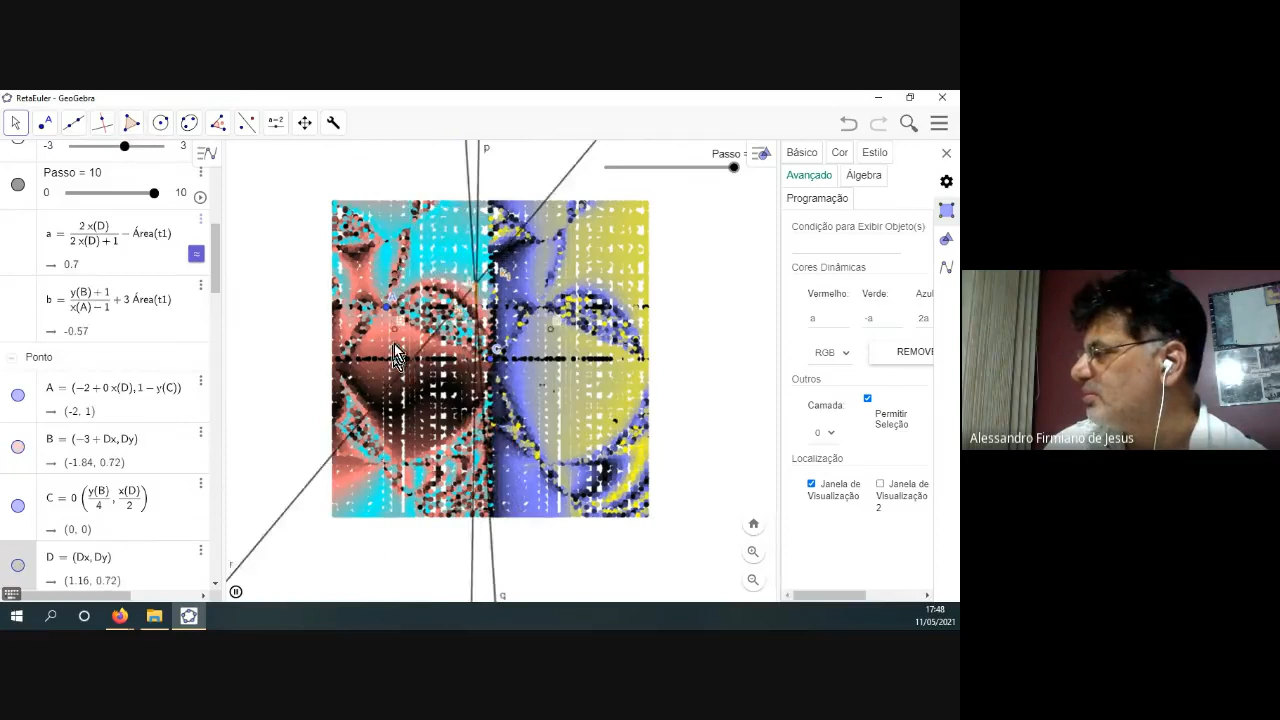 RetaEuler - GeoGebra
a=2
-3 3
Passo = 10
0 10
a = 2 x(D) / 2 x(D) + 1 − Área(t1)
→ 0.7
b = y(B) + 1 / x(A) − 1 + 3 Área(t1)
→ -0.57
Ponto
A = (−2 + 0 x(D), 1 − y(C))
→ (-2, 1)
B = (−3 + Dx, Dy)
→ (-1.84, 0.72)
C = 0 (y(B) / 4, x(D) / 2)
→ (0, 0)
D = (Dx, Dy)
→ (1.16, 0.72)
p
Passo =
r
q
Básico Cor Estilo
Avançado Álgebra
Programação
Condição para Exibir Objeto(s)
Cores Dinâmicas
Vermelho: Verde: Azul
a -a 2a
RGB REMOVE
Outros
Camada:
0
Permitir
Seleção
Localização
Janela de
Visualização
Janela de
Visualização
2
17:48
11/05/2021
Alessandro Firmiano de Jesus